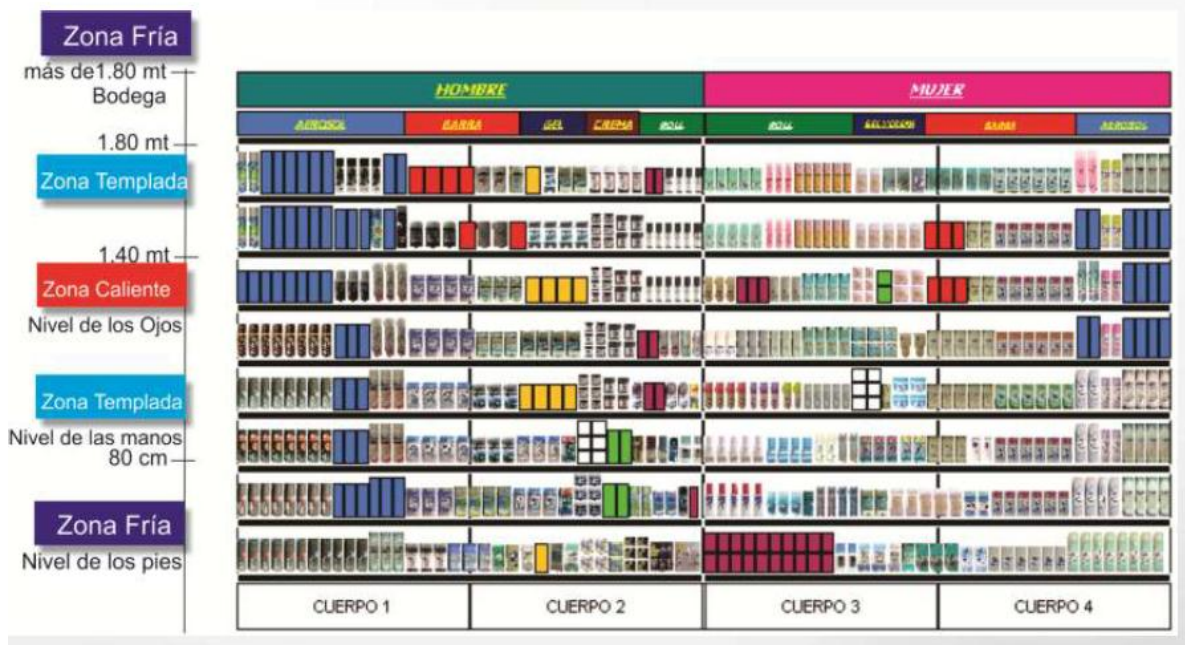 Zona Fría
más de1.80 mt
Bodega
HOMBRE
MUJER
AEROSOL
BARRA
GEL
CREMA
ROLL
ROLL
BARRA
AEROSOL
1.80 mt
Zona Templada
1.40 mt
Zona Caliente
Nivel de los Ojos
Zona Templada
Nivel de las manos
80 cm
Zona Fría
Nivel de los pies
CUERPO 1
CUERPO 2
CUERPO 3
CUERPO 4